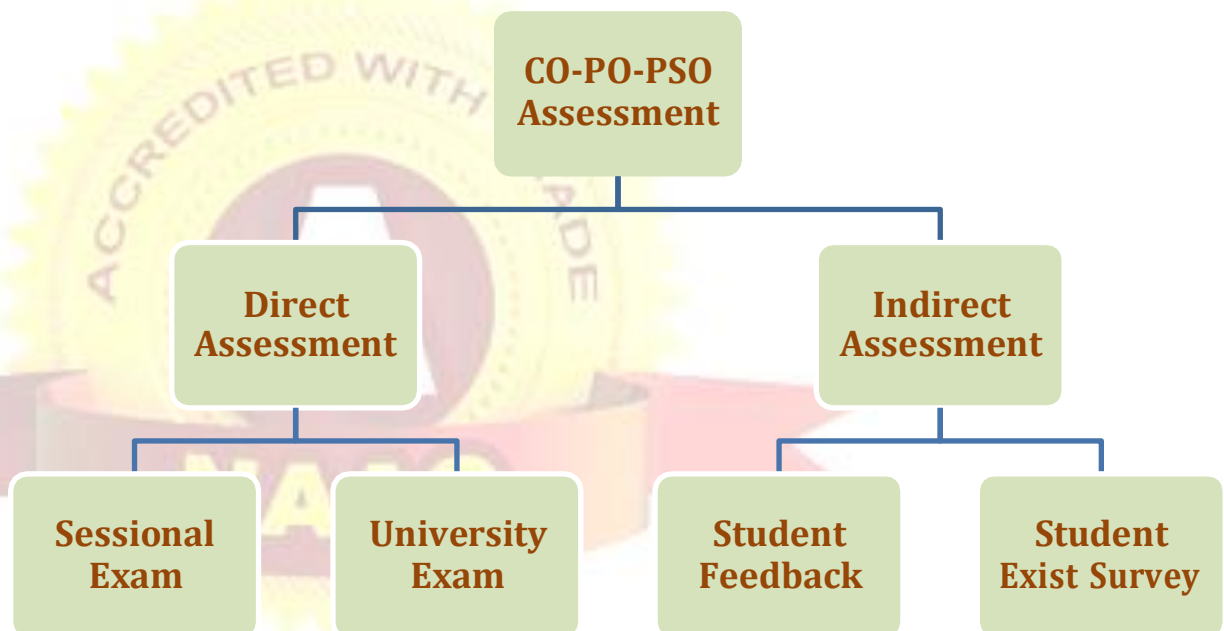 ACCREDITED WITH
ADE
CO-PO-PSO
Assessment
Direct
Assessment
Indirect
Assessment
Sessional
Exam
University
Exam
Student
Feedback
Student
Exist Survey